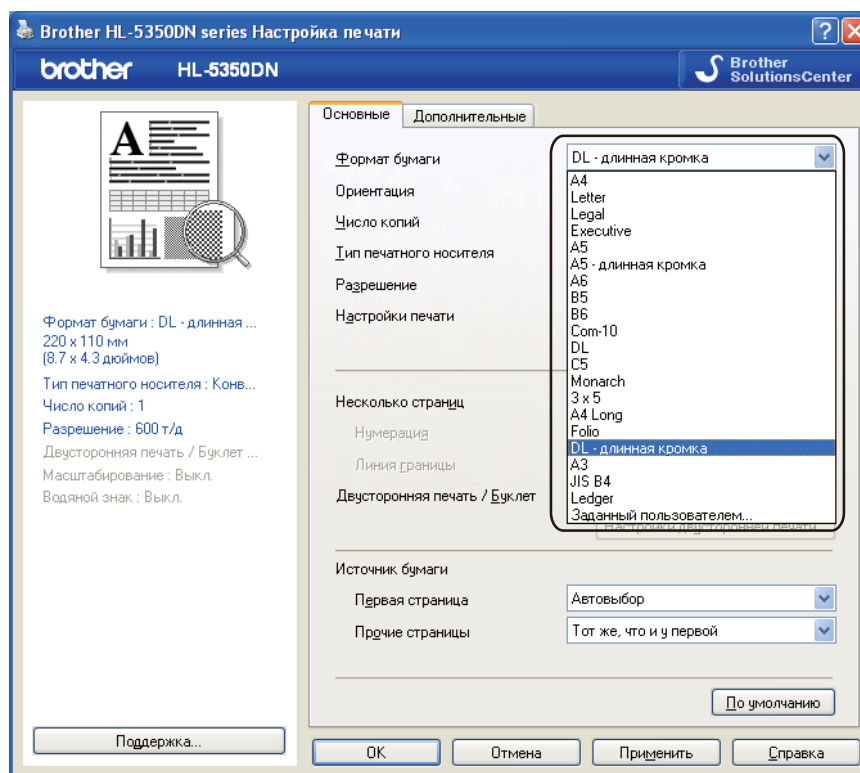 Brother HL-5350DN series Настройка печати
brother HL-5350DN
Brother
SolutionsCenter
A
Формат бумаги : DL - длинная ...
220 x 110 мм
(8.7 x 4.3 дюймов)
Тип печатного носителя : Конв...
Число копий : 1
Разрешение : 600 т/д
Двусторонняя печать / Буклет ...
Масштабирование : Выкл.
Водяной знак : Выкл.
Поддержка...
Основные Дополнительные
Формат бумаги DL - длинная кромка
Ориентация
Число копий
Тип печатного носителя
Разрешение
Настройки печати
A4
Letter
Legal
Executive
A5
A5 - длинная кромка
A6
B5
B6
Com-10
DL
C5
Monarch
3 x 5
A4 Long
Folio
DL - длинная кромка
A3
JIS B4
Ledger
Заданный пользователем...
Несколько страниц
Нумерация
Линия границы
Двусторонняя печать / Буклет
Настройки двусторонней печати
Источник бумаги
Первая страница Автовыбор
Прочие страницы Тот же, что и у первой
По умолчанию
OK Отмена Применить Справка